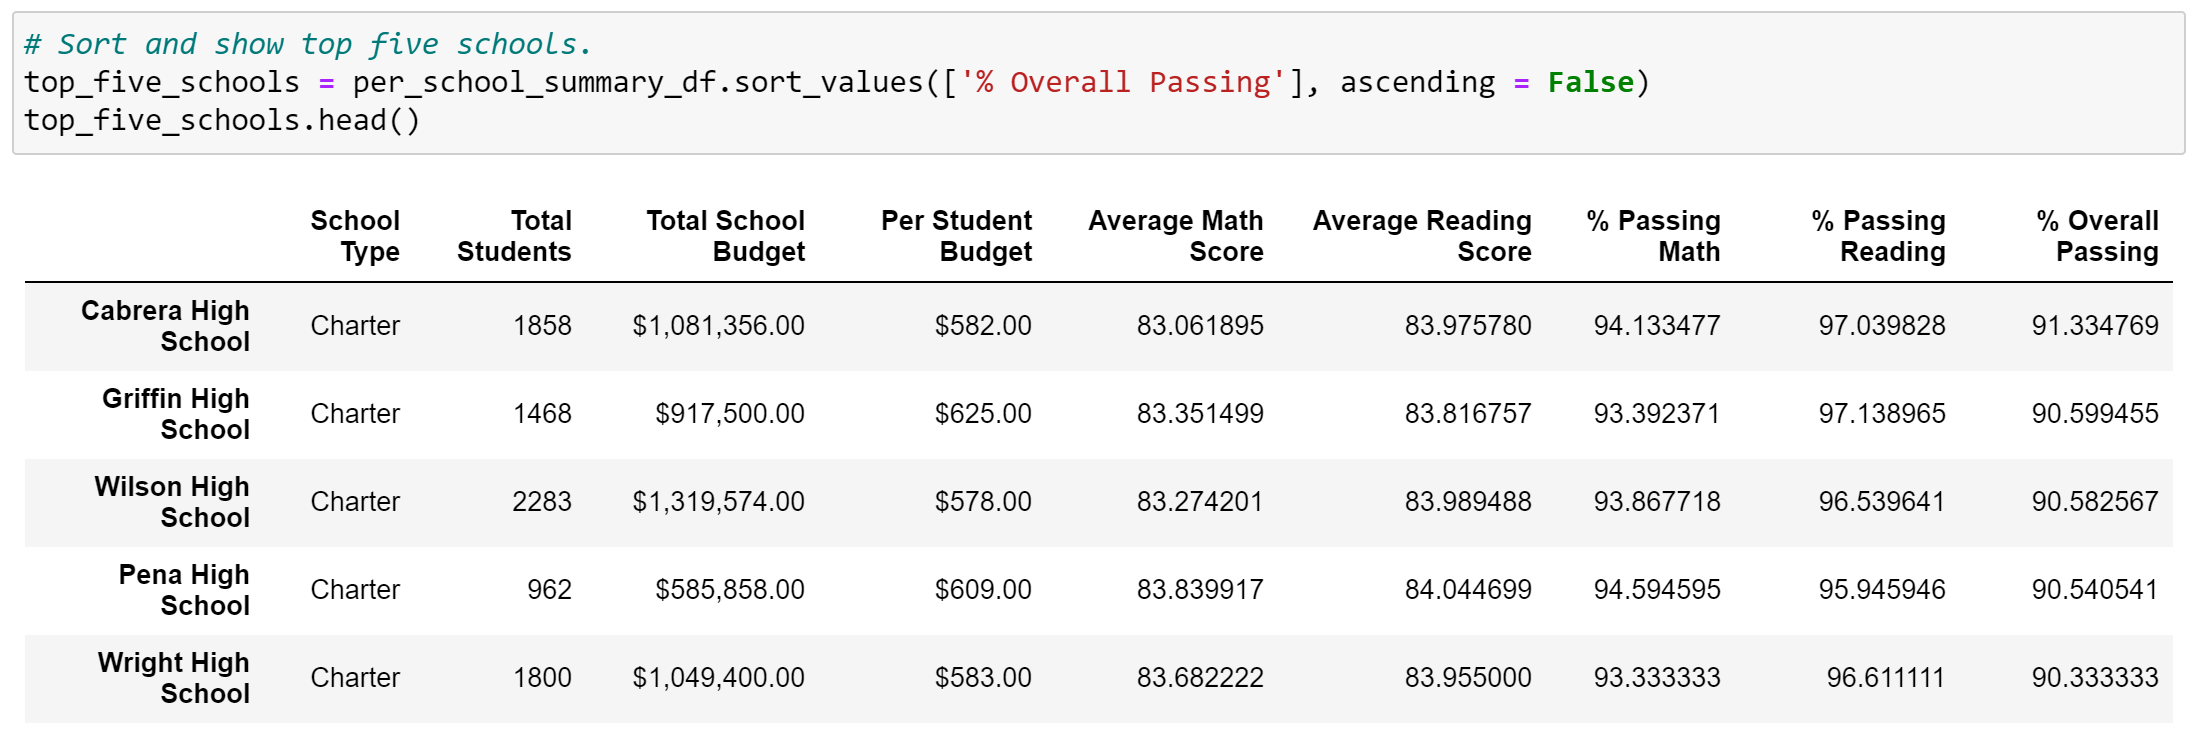 # Sort and show top five schools.
top_five_schools = per_school_summary_df.sort_values(['% Overall Passing'], ascending = False)
top_five_schools.head()
School Type Total Students Total School Budget Per Student Budget Average Math Score Average Reading Score % Passing Math % Passing Reading % Overall Passing
Cabrera High School Charter 1858 $1,081,356.00 $582.00 83.061895 83.975780 94.133477 97.039828 91.334769
Griffin High School Charter 1468 $917,500.00 $625.00 83.351499 83.816757 93.392371 97.138965 90.599455
Wilson High School Charter 2283 $1,319,574.00 $578.00 83.274201 83.989488 93.867718 96.539641 90.582567
Pena High School Charter 962 $585,858.00 $609.00 83.839917 84.044699 94.594595 95.945946 90.540541
Wright High School Charter 1800 $1,049,400.00 $583.00 83.682222 83.955000 93.333333 96.611111 90.333333